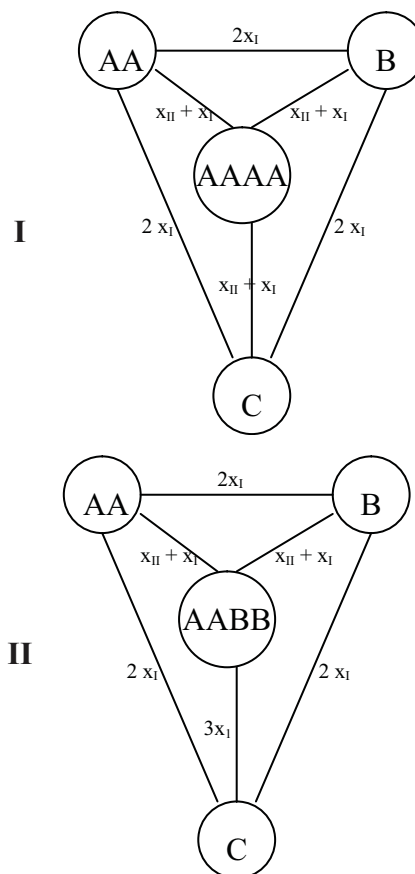 2x_I
AA B
x_II + x_I x_II + x_I
AAAA
I
2 x_I 2 x_I
x_II + x_I
C
2x_I
AA B
x_II + x_I x_II + x_I
AABB
II
2 x_I 2 x_I
3x_I
C